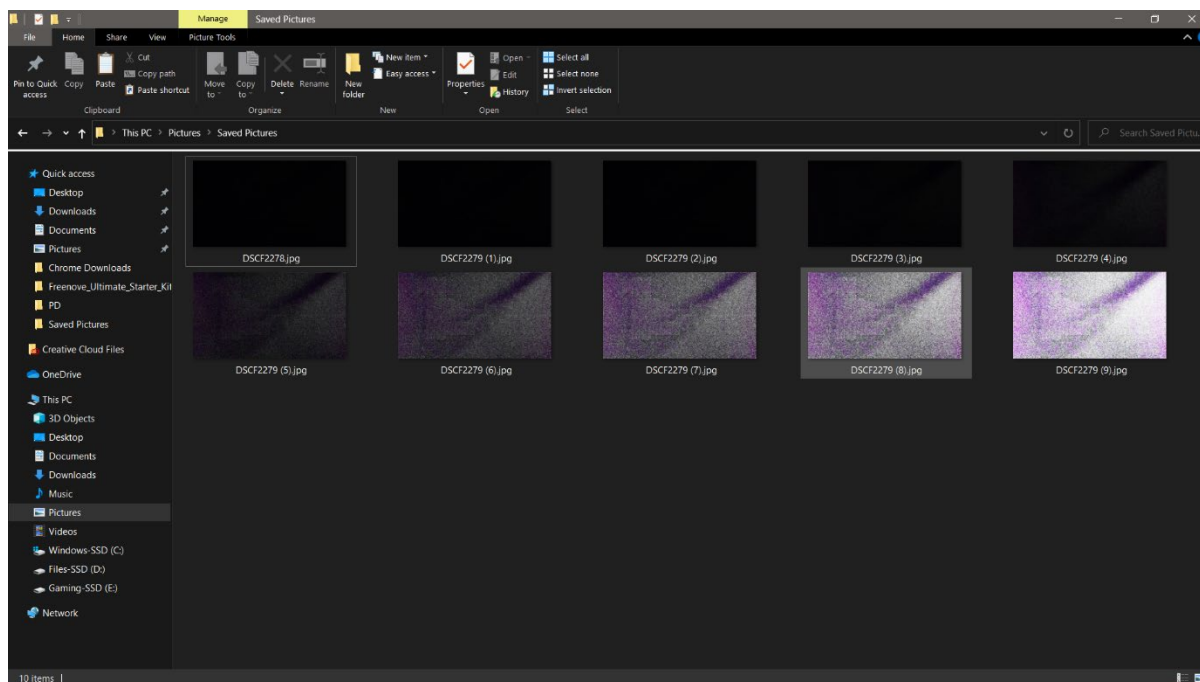 Manage
Saved Pictures
File
Home
Share
View
Picture Tools
Pin to Quick access
Copy
Paste
Cut
Copy path
Paste shortcut
Clipboard
Move to
Copy to
Delete
Rename
Organize
New folder
New item
Easy access
New
Properties
Open
Edit
History
Open
Select all
Select none
Invert selection
Select
This PC > Pictures > Saved Pictures
Search Saved Pictu..
Quick access
Desktop
Downloads
Documents
Pictures
Chrome Downloads
Freenove_Ultimate_Starter_Kit
PD
Saved Pictures
Creative Cloud Files
OneDrive
This PC
3D Objects
Desktop
Documents
Downloads
Music
Pictures
Videos
Windows-SSD (C:)
Files-SSD (D:)
Gaming-SSD (E:)
Network
DSCF2278.jpg
DSCF2279 (1).jpg
DSCF2279 (2).jpg
DSCF2279 (3).jpg
DSCF2279 (4).jpg
DSCF2279 (5).jpg
DSCF2279 (6).jpg
DSCF2279 (7).jpg
DSCF2279 (8).jpg
DSCF2279 (9).jpg
10 items